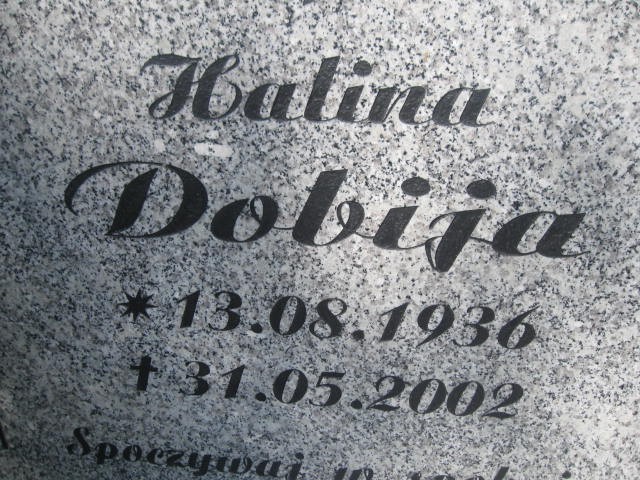 Halina
Dobija
* 13.08.1936
† 31.05.2002
Spoczywaj w